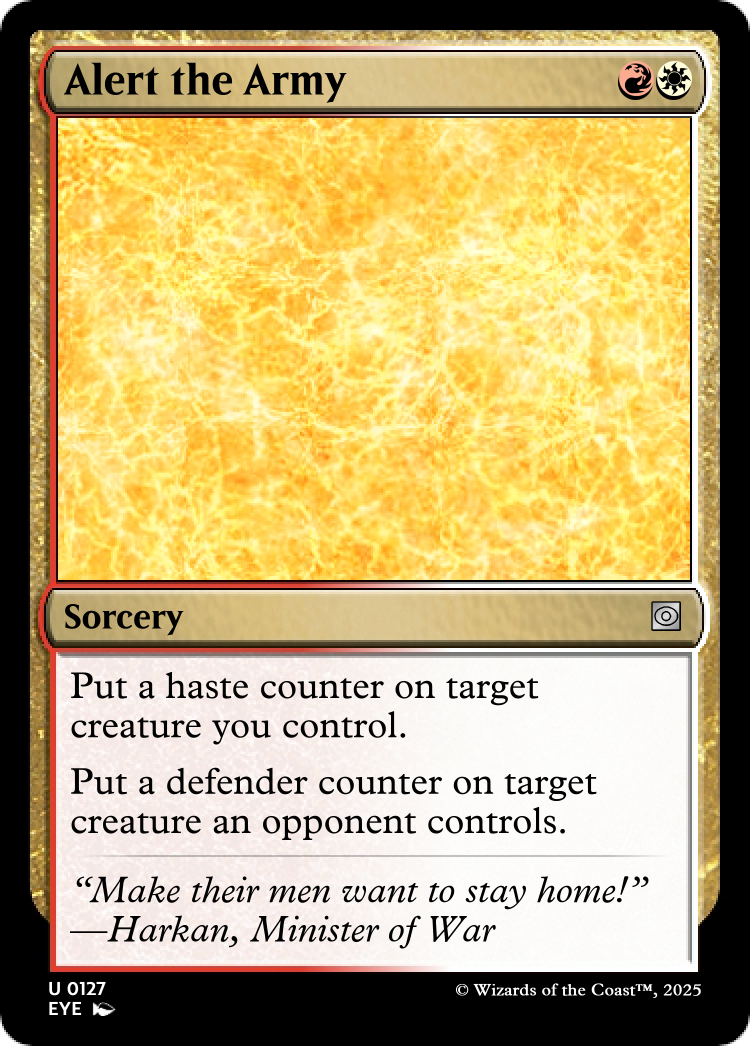 Alert the Army
Sorcery
Put a haste counter on target
creature you control.
Put a defender counter on target
creature an opponent controls.
“Make their men want to stay home!”
—Harkan, Minister of War
U 0127
EYE
© Wizards of the Coast™, 2025